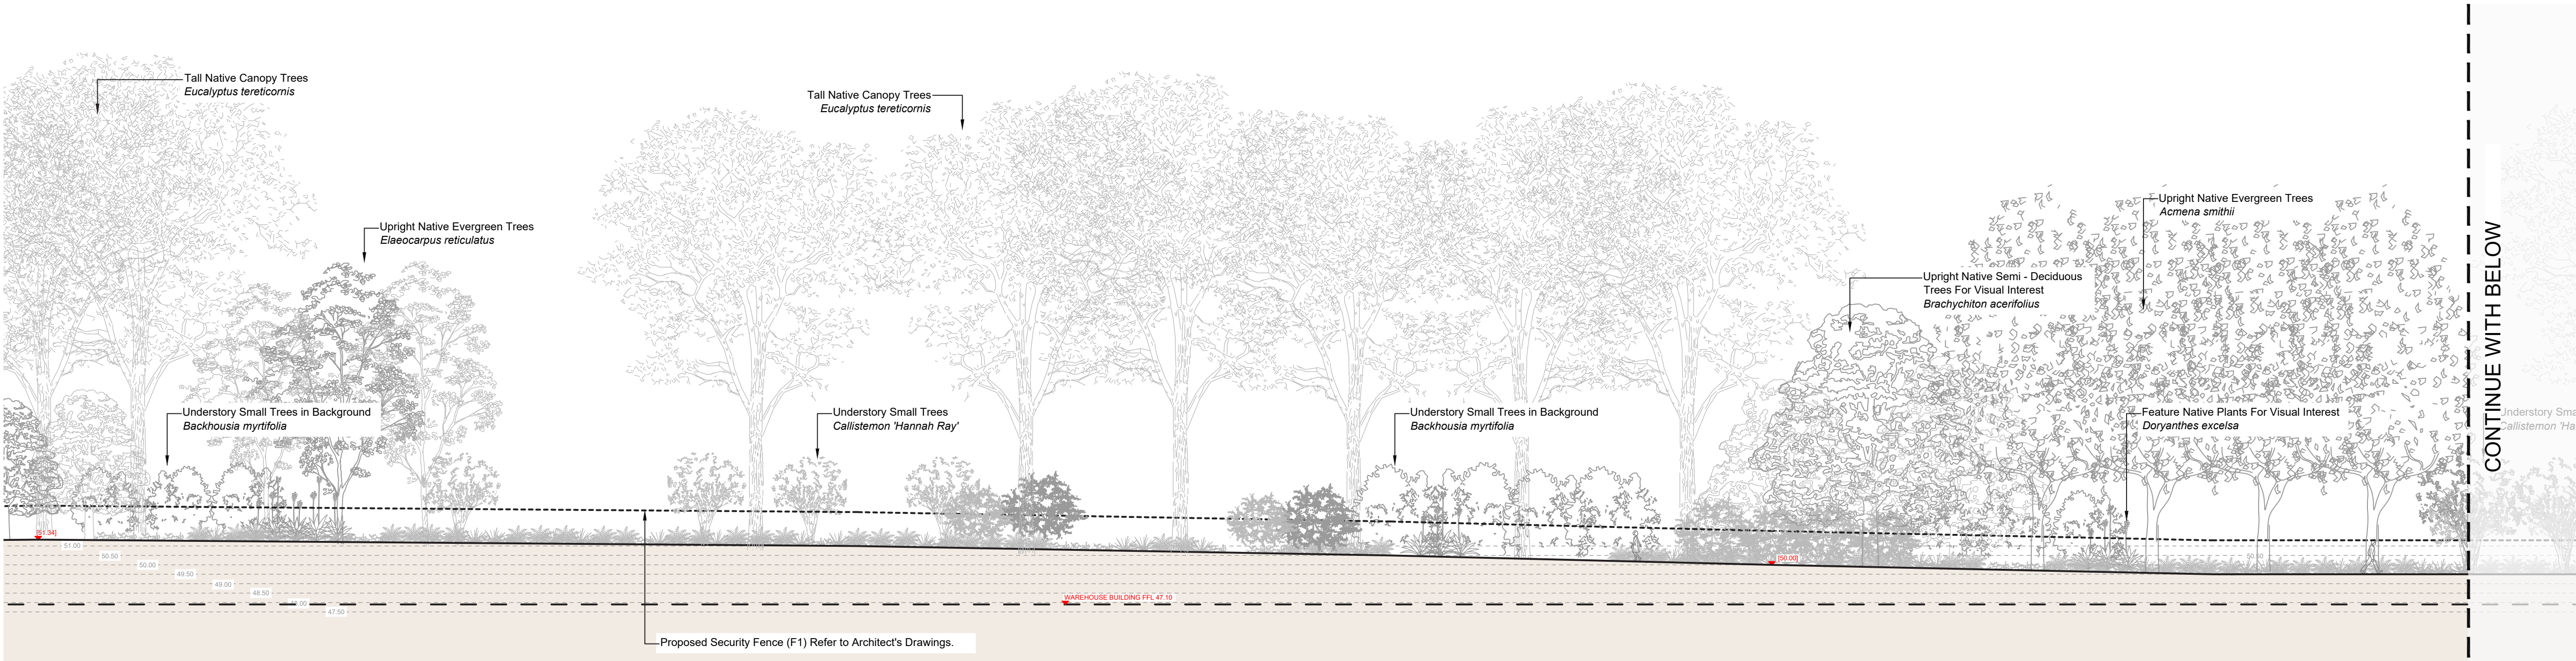 Tall Native Canopy Trees
Eucalyptus tereticornis
Tall Native Canopy Trees
Eucalyptus tereticornis
Upright Native Evergreen Trees
Elaeocarpus reticulatus
Upright Native Evergreen Trees
Acmena smithii
Upright Native Semi - Deciduous
Trees For Visual Interest
Brachychiton acerifolius
Understory Small Trees in Background
Backhousia myrtifolia
Understory Small Trees
Callistemon 'Hannah Ray'
Understory Small Trees in Background
Backhousia myrtifolia
Feature Native Plants For Visual Interest
Doryanthes excelsa
CONTINUE WITH BELOW
Understory Sma
Callistemon 'Ha
51.00
50.50
50.00
49.50
49.00
48.50
47.50
[50.00]
WAREHOUSE BUILDING FFL 47.10
Proposed Security Fence (F1) Refer to Architect's Drawings.